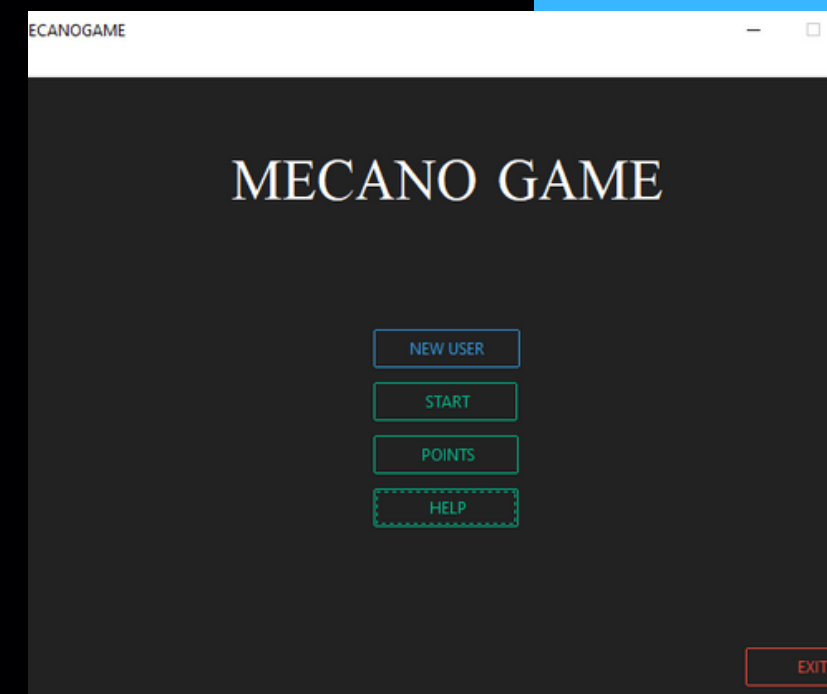 ECANOGAME
MECANO GAME
NEW USER
START
POINTS
HELP
EXIT